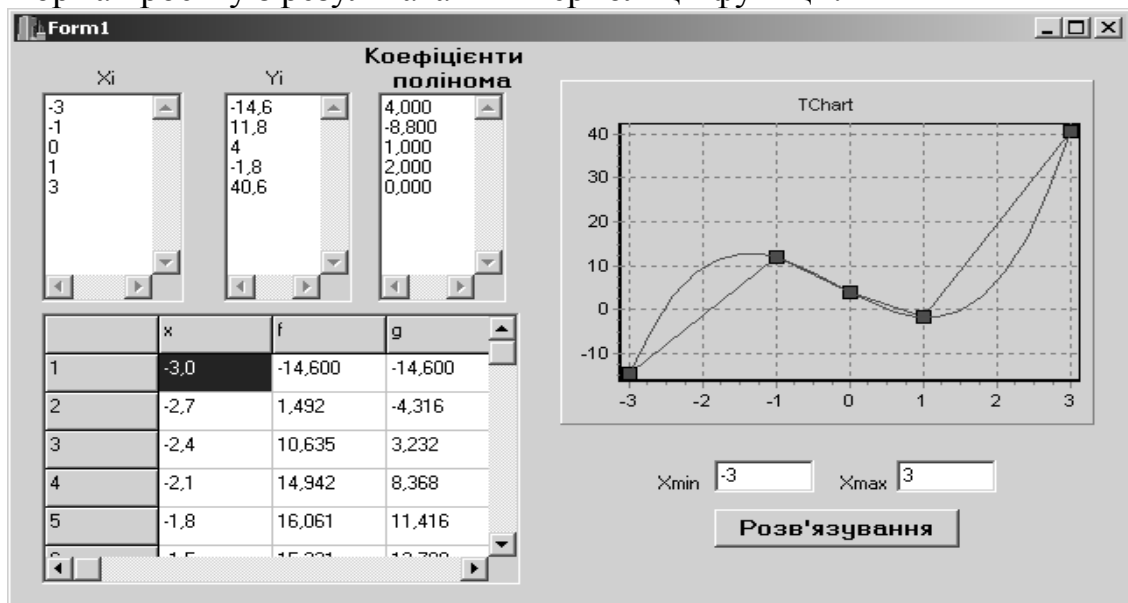 Form1
Коефіцієнти
полінома
Xi
Yi
-3
-1
0
1
3
-14,6
11,8
4
-1,8
40,6
4,000
-8,800
1,000
2,000
0,000
TChart
40
30
20
10
0
-10
-3 -2 -1 0 1 2 3
x f g
1 -3,0 -14,600 -14,600
2 -2,7 1,492 -4,316
3 -2,4 10,635 3,232
4 -2,1 14,942 8,368
5 -1,8 16,061 11,416
Xmin -3 Xmax 3
Розв'язування